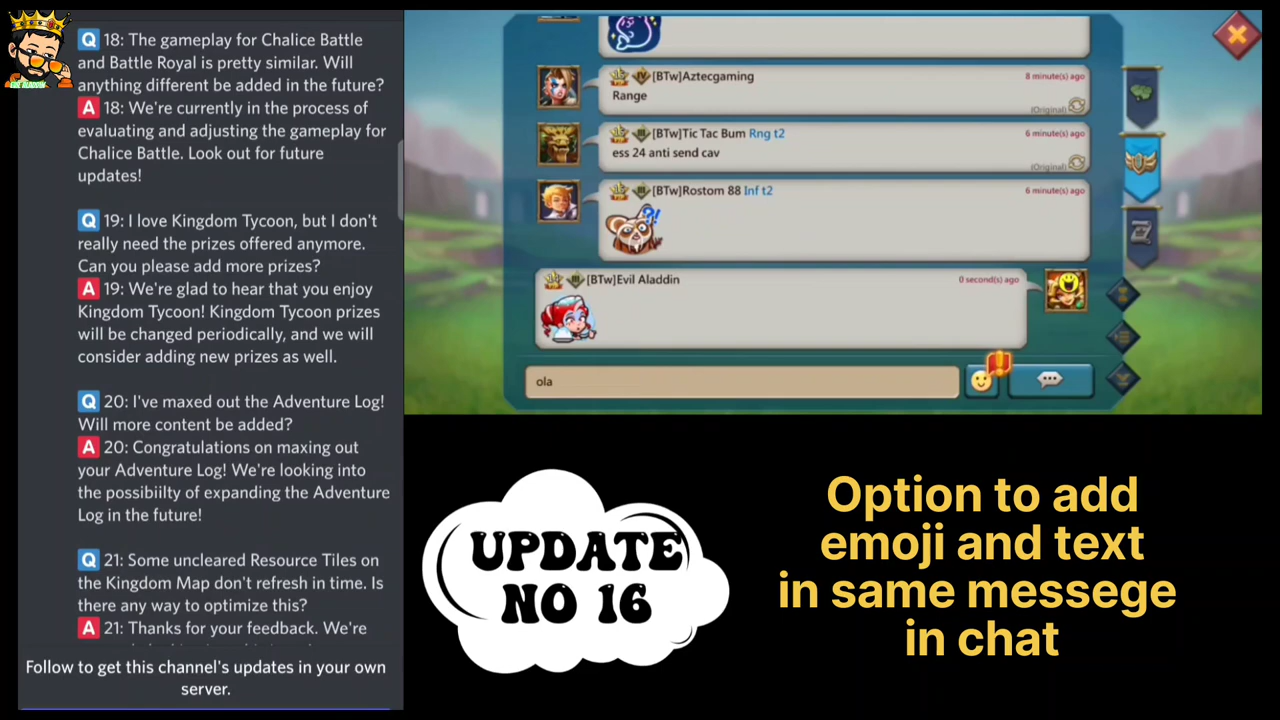 Q 18: The gameplay for Chalice Battle
and Battle Royal is pretty similar. Will
anything different be added in the future?
A 18: We're currently in the process of
evaluating and adjusting the gameplay for
Chalice Battle. Look out for future
updates!
Q 19: I love Kingdom Tycoon, but I don't
really need the prizes offered anymore.
Can you please add more prizes?
A 19: We're glad to hear that you enjoy
Kingdom Tycoon! Kingdom Tycoon prizes
will be changed periodically, and we will
consider adding new prizes as well.
Q 20: I've maxed out the Adventure Log!
Will more content be added?
A 20: Congratulations on maxing out
your Adventure Log! We're looking into
the possibiilty of expanding the Adventure
Log in the future!
Q 21: Some uncleared Resource Tiles on
the Kingdom Map don't refresh in time. Is
there any way to optimize this?
A 21: Thanks for your feedback. We're
Follow to get this channel's updates in your own
server.
IV [BTw]Aztecgaming 8 minute(s) ago
Range
(Original)
III [BTw]Tic Tac Bum Rng t2 6 minute(s) ago
ess 24 anti send cav
(Original)
III [BTw]Rostom 88 Inf t2 6 minute(s) ago
?!
III [BTw]Evil Aladdin 0 second(s) ago
ola
!
UPDATE
NO 16
Option to add
emoji and text
in same messege
in chat